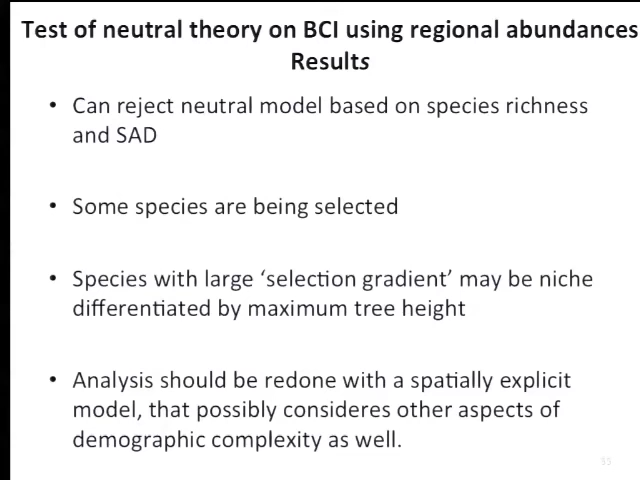 Test of neutral theory on BCI using regional abundances
Results
• Can reject neutral model based on species richness
and SAD
• Some species are being selected
• Species with large ‘selection gradient’ may be niche
differentiated by maximum tree height
• Analysis should be redone with a spatially explicit
model, that possibly consideres other aspects of
demographic complexity as well.